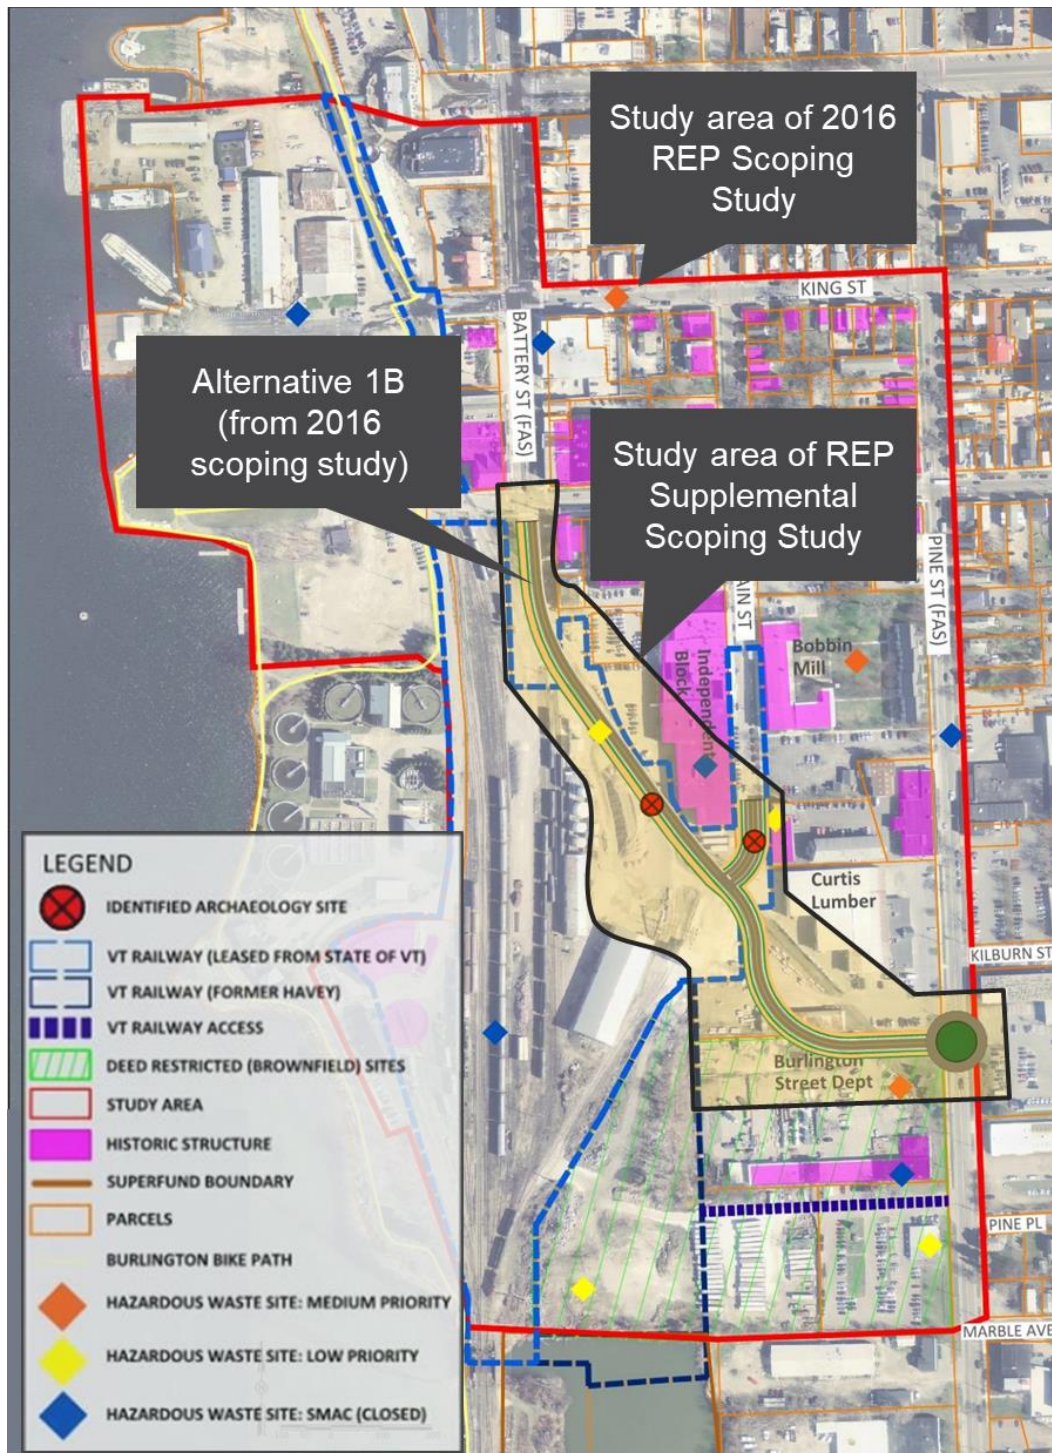 Study area of 2016
REP Scoping
Study
KING ST
BATTERY ST (FAS)
Alternative 1B
(from 2016
scoping study)
Study area of REP
Supplemental
Scoping Study
PINE ST (FAS)
AIN ST
Bobbin
Mill
Independent
Block
Curtis
Lumber
KILBURN ST
Burlington
Street Dept
PINE PL
MARBLE AVE
LEGEND
IDENTIFIED ARCHAEOLOGY SITE
VT RAILWAY (LEASED FROM STATE OF VT)
VT RAILWAY (FORMER HAVEY)
VT RAILWAY ACCESS
DEED RESTRICTED (BROWNFIELD) SITES
STUDY AREA
HISTORIC STRUCTURE
SUPERFUND BOUNDARY
PARCELS
BURLINGTON BIKE PATH
HAZARDOUS WASTE SITE: MEDIUM PRIORITY
HAZARDOUS WASTE SITE: LOW PRIORITY
HAZARDOUS WASTE SITE: SMAC (CLOSED)